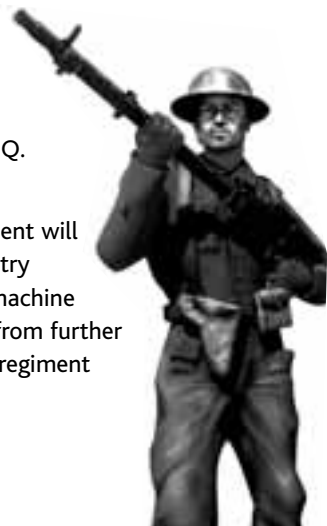 Q.
ent will
try
machine
from further
regiment